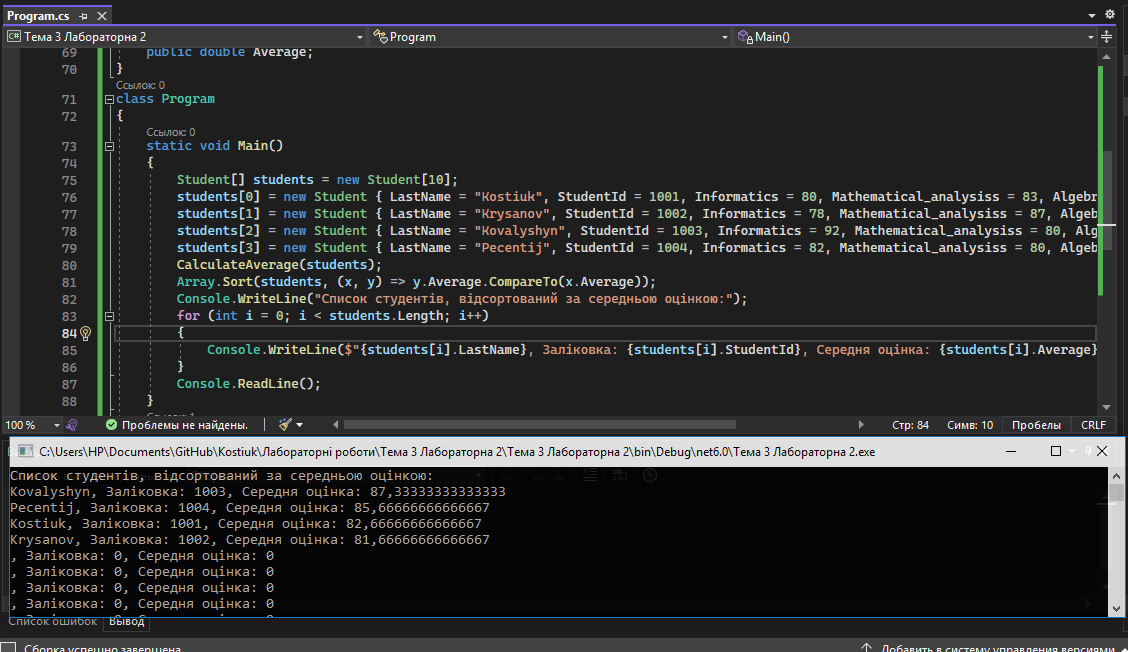 Program.cs
Тема 3 Лабораторна 2 Program Main()
69 public double Average;
70 }
Ссылок: 0
71 class Program
72 {
Ссылок: 0
73 static void Main()
74 {
75 Student[] students = new Student[10];
76 students[0] = new Student { LastName = "Kostiuk", StudentId = 1001, Informatics = 80, Mathematical_analysiss = 83, Algebr
77 students[1] = new Student { LastName = "Krysanov", StudentId = 1002, Informatics = 78, Mathematical_analysiss = 87, Algeb
78 students[2] = new Student { LastName = "Kovalyshyn", StudentId = 1003, Informatics = 92, Mathematical_analysiss = 80, Alg
79 students[3] = new Student { LastName = "Pecentij", StudentId = 1004, Informatics = 82, Mathematical_analysiss = 80, Algeb
80 CalculateAverage(students);
81 Array.Sort(students, (x, y) => y.Average.CompareTo(x.Average));
82 Console.WriteLine("Список студентів, відсортований за середньою оцінкою:");
83 for (int i = 0; i < students.Length; i++)
84 {
85 Console.WriteLine($"{students[i].LastName}, Заліковка: {students[i].StudentId}, Середня оцінка: {students[i].Average}
86 }
87 Console.ReadLine();
88 }
100 % Проблемы не найдены. Стр: 84 Симв: 10 Пробелы CRLF
C:\Users\HP\Documents\GitHub\Kostiuk\Лабораторні роботи\Тема 3 Лабораторна 2\Тема 3 Лабораторна 2\bin\Debug\net6.0\Тема 3 Лабораторна 2.exe
Список студентів, відсортований за середньою оцінкою:
Kovalyshyn, Заліковка: 1003, Середня оцінка: 87,33333333333333
Pecentij, Заліковка: 1004, Середня оцінка: 85,66666666666667
Kostiuk, Заліковка: 1001, Середня оцінка: 82,66666666666667
Krysanov, Заліковка: 1002, Середня оцінка: 81,66666666666667
, Заліковка: 0, Середня оцінка: 0
, Заліковка: 0, Середня оцінка: 0
, Заліковка: 0, Середня оцінка: 0
, Заліковка: 0, Середня оцінка: 0
Список ошибок Вывод
Сборка успешно завершена Добавить в систему управления версиями